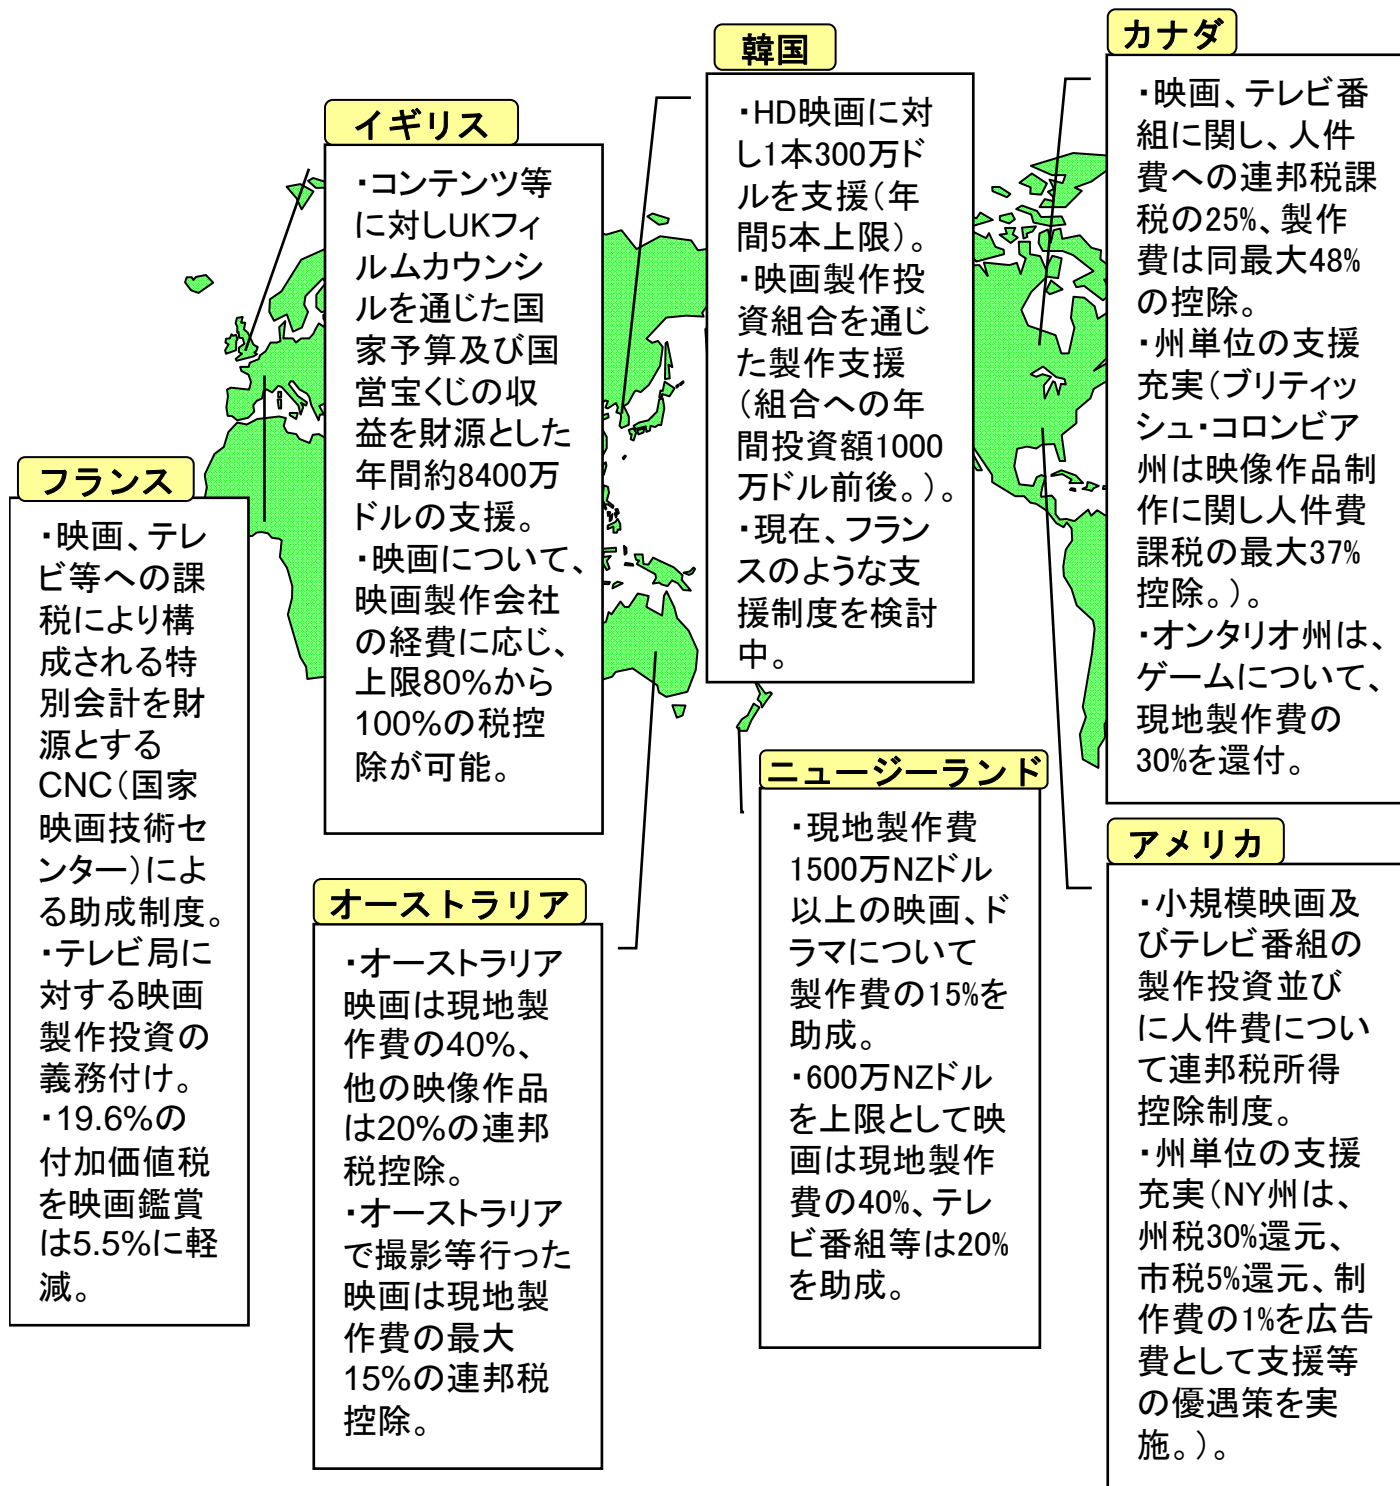 フランス
・映画、テレ
ビ等への課
税により構
成される特
別会計を財
源とする
CNC（国家
映画技術セ
ンター）によ
る助成制度。
・テレビ局に
対する映画
製作投資の
義務付け。
・19.6%の
付加価値税
を映画鑑賞
は5.5%に軽
減。
イギリス
・コンテンツ等
に対しUKフィ
ルムカウンシ
ルを通じた国
家予算及び国
営宝くじの収
益を財源とした
年間約8400万
ドルの支援。
・映画について、
映画製作会社
の経費に応じ、
上限80%から
100%の税控
除が可能。
オーストラリア
・オーストラリア
映画は現地製
作費の40%、
他の映像作品
は20%の連邦
税控除。
・オーストラリア
で撮影等行った
映画は現地製
作費の最大
15%の連邦税
控除。
韓国
・HD映画に対
し1本300万ド
ルを支援（年
間5本上限）。
・映画製作投
資組合を通じ
た製作支援
（組合への年
間投資額1000
万ドル前後。）。
・現在、フラン
スのような支
援制度を検討
中。
ニュージーランド
・現地製作費
1500万NZドル
以上の映画、ド
ラマについて
製作費の15%を
助成。
・600万NZドル
を上限として映
画は現地製作
費の40%、テレ
ビ番組等は20%
を助成。
カナダ
・映画、テレビ番
組に関し、人件
費への連邦税課
税の25%、製作
費は同最大48%
の控除。
・州単位の支援
充実（ブリティッ
シュ・コロンビア
州は映像作品制
作に関し人件費
課税の最大37%
控除。）。
・オンタリオ州は、
ゲームについて、
現地製作費の
30%を還付。
アメリカ
・小規模映画及
びテレビ番組の
製作投資並び
に人件費につい
て連邦税所得
控除制度。
・州単位の支援
充実（NY州は、
州税30%還元、
市税5%還元、制
作費の1%を広告
費として支援等
の優遇策を実
施。）。